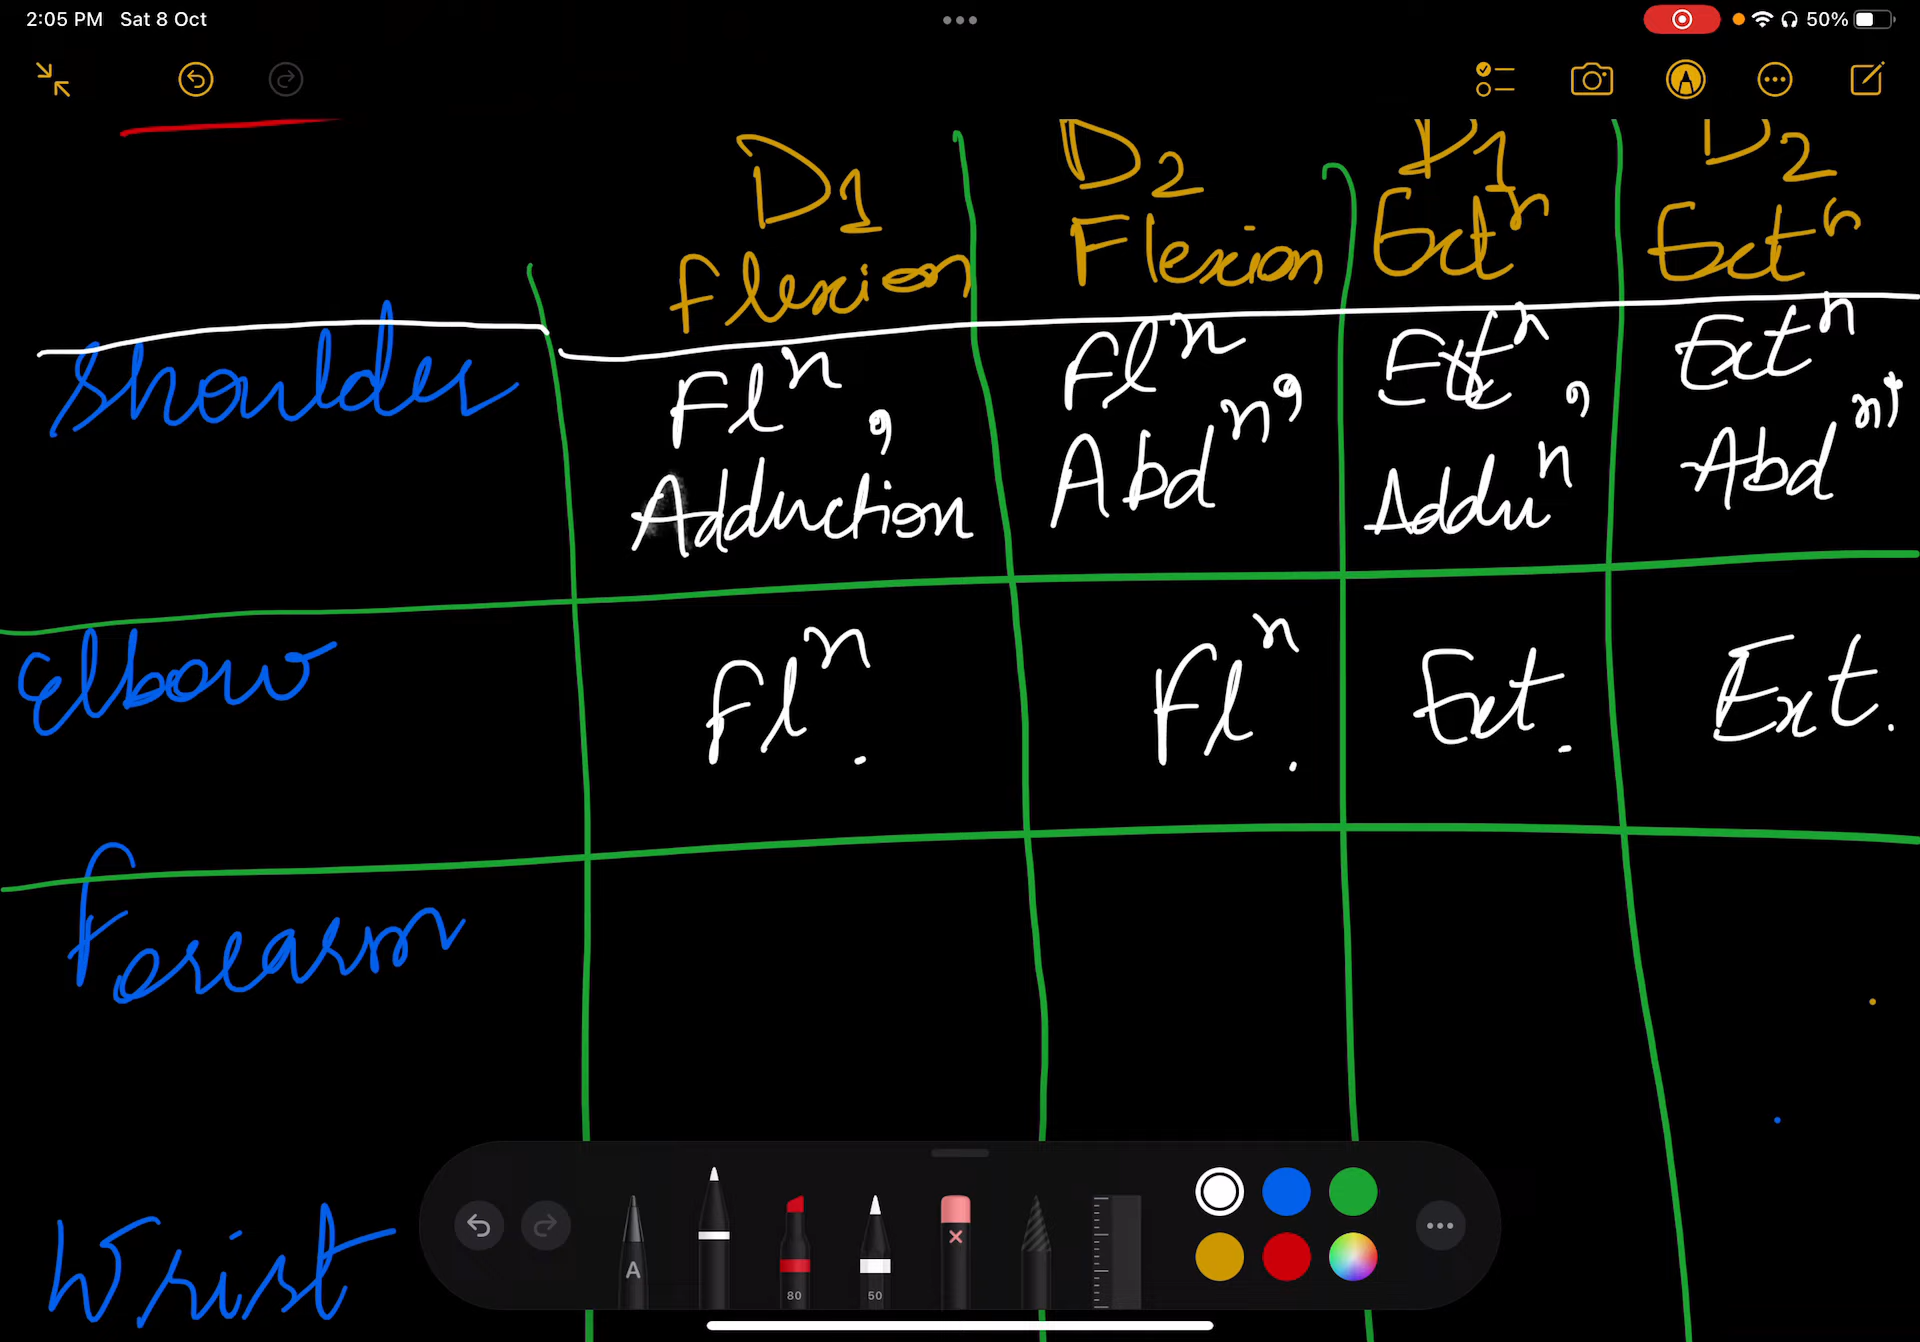 2:05 PM Sat 8 Oct
50%
D1 D2 D1 D2
Flexion Flexion Extⁿ Extⁿ
Shoulder Flⁿ, Flⁿ Extⁿ, Extⁿ
Adduction Abdⁿ, Adduⁿ Abdⁿ,
Elbow Flⁿ. Flⁿ. Ext. Ext.
Forearm
Wrist
A 80 50